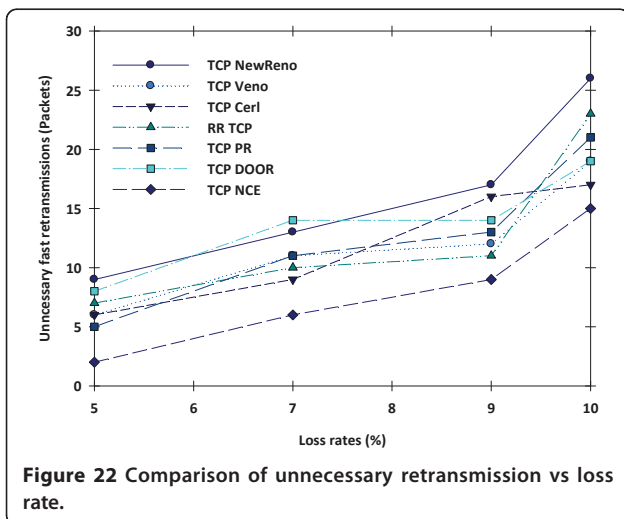 30
25
20
15
10
5
0
Unncessary fast retransmissions (Packets)
TCP NewReno
TCP Veno
TCP Cerl
RR TCP
TCP PR
TCP DOOR
TCP NCE
5 6 7 8 9 10
Loss rates (%)
Figure 22 Comparison of unnecessary retransmission vs loss
rate.